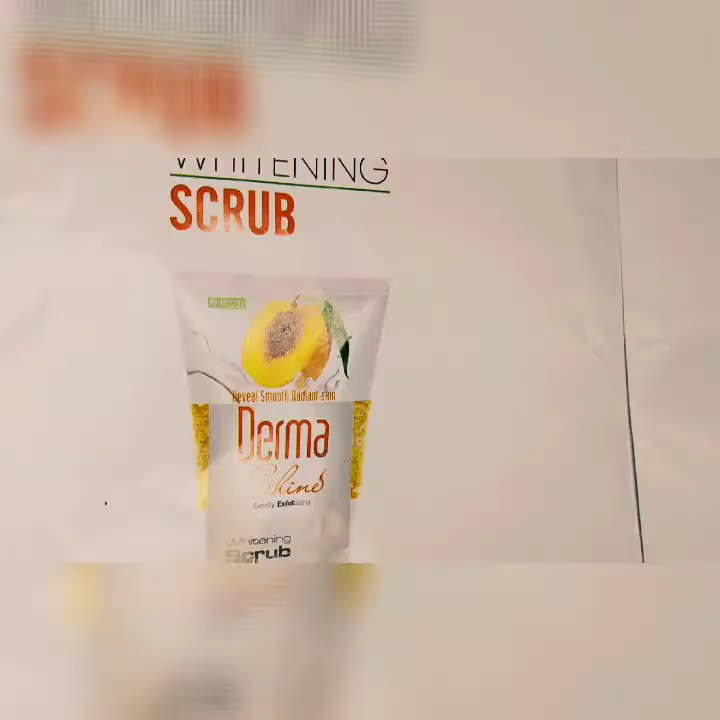 WHITENING
SCRUB
Reveal Smooth Radiant skin
Derma
Shine
Gently Exfoliating
Whitening
Scrub